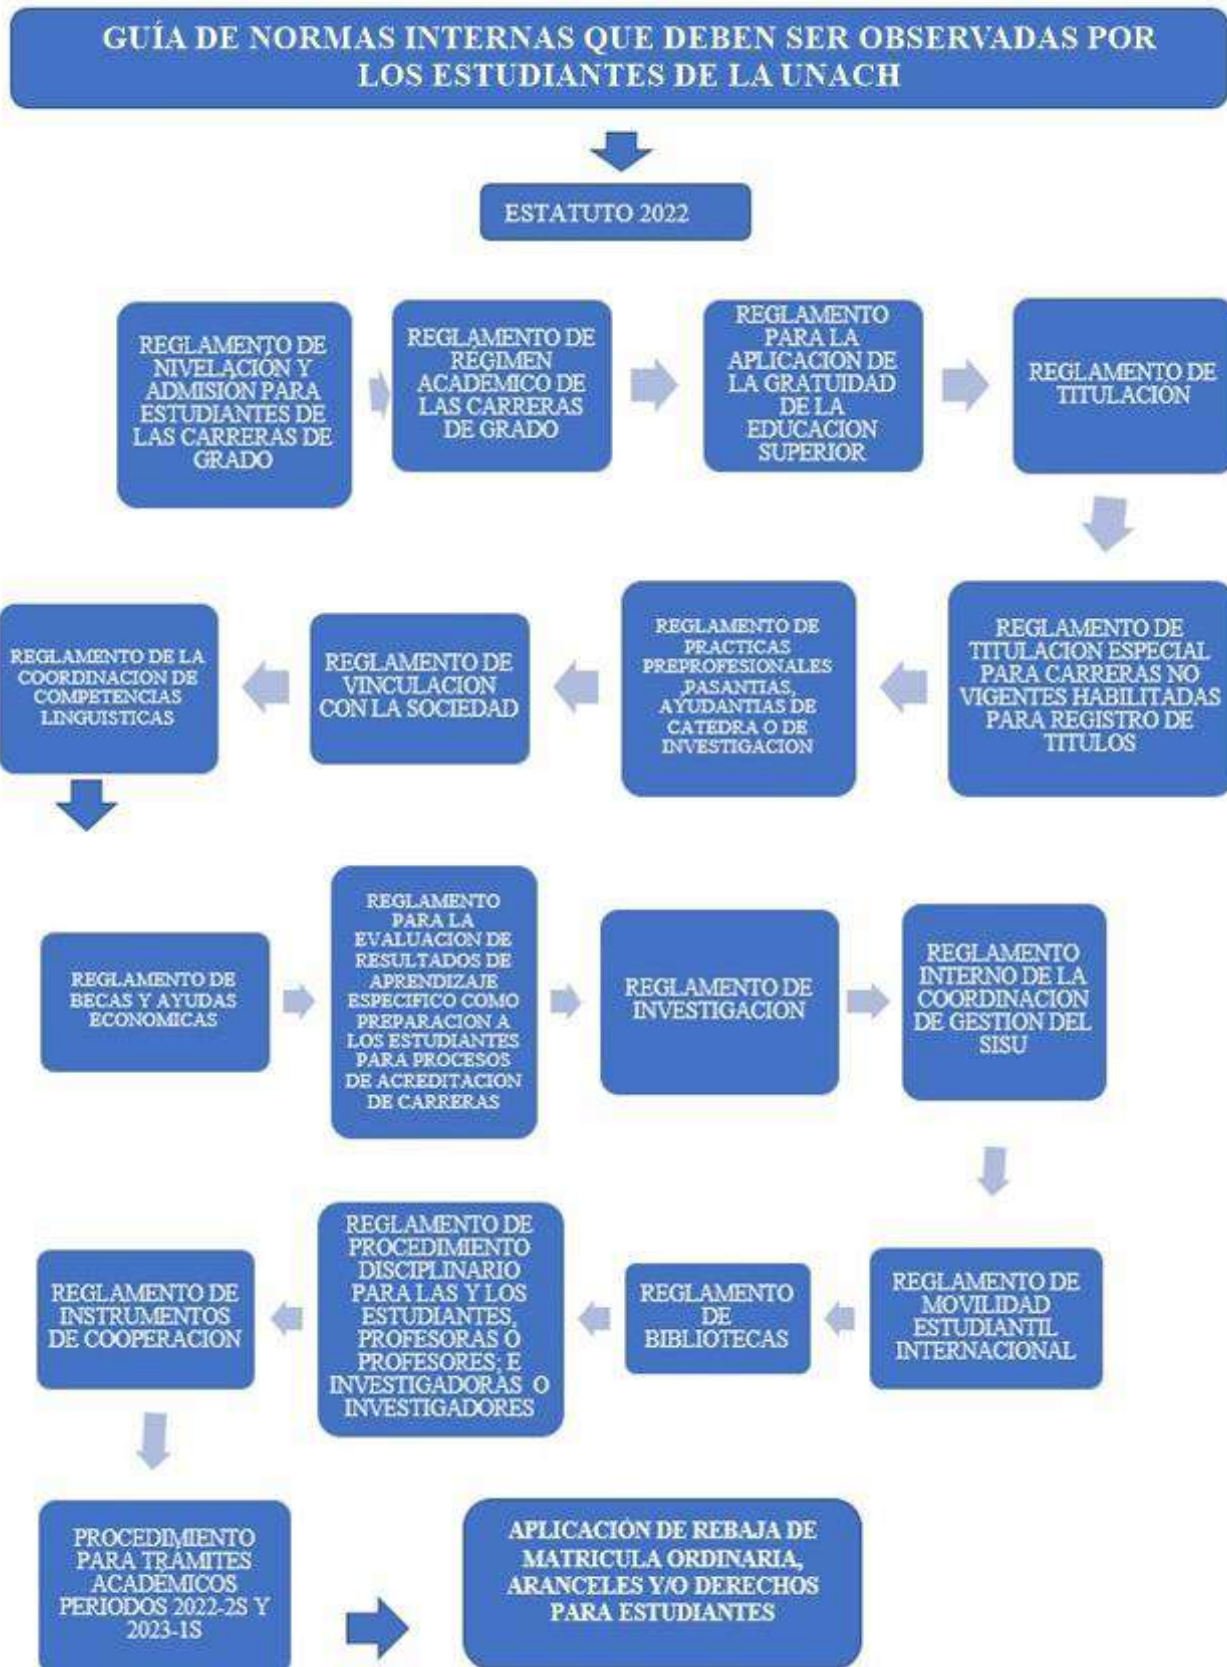 GUÍA DE NORMAS INTERNAS QUE DEBEN SER OBSERVADAS POR
LOS ESTUDIANTES DE LA UNACH
ESTATUTO 2022
REGLAMENTO DE
NIVELACIÓN Y
ADMISIÓN PARA
ESTUDIANTES DE
LAS CARRERAS DE
GRADO
REGLAMENTO DE
RÉGIMEN
ACADÉMICO DE
LAS CARRERAS
DE GRADO
REGLAMENTO
PARA LA
APLICACION DE
LA GRATUIDAD
DE LA
EDUCACION
SUPERIOR
REGLAMENTO DE
TITULACIÓN
REGLAMENTO DE
TITULACION ESPECIAL
PARA CARRERAS NO
VIGENTES HABILITADAS
PARA REGISTRO DE
TITULOS
REGLAMENTO DE
PRACTICAS
PREPROFESIONALES
,PASANTIAS,
AYUDANTIAS DE
CATEDRA O DE
INVESTIGACION
REGLAMENTO DE
VINCULACION
CON LA SOCIEDAD
REGLAMENTO DE LA
COORDINACION DE
COMPETENCIAS
LINGUISTICAS
REGLAMENTO DE
BECAS Y AYUDAS
ECONOMICAS
REGLAMENTO
PARA LA
EVALUACION DE
RESULTADOS DE
APRENDIZAJE
ESPECIFICO COMO
PREPARACION A
LOS ESTUDIANTES
PARA PROCESOS
DE ACREDITACION
DE CARRERAS
REGLAMENTO DE
INVESTIGACION
REGLAMENTO
INTERNO DE LA
COORDINACION
DE GESTION DEL
SISU
REGLAMENTO DE
MOVILIDAD
ESTUDIANTIL
INTERNACIONAL
REGLAMENTO
DE
BIBLIOTECAS
REGLAMENTO DE
PROCEDIMIENTO
DISCIPLINARIO
PARA LAS Y LOS
ESTUDIANTES,
PROFESORAS O
PROFESORES; E
INVESTIGADORAS O
INVESTIGADORES
REGLAMENTO DE
INSTRUMENTOS
DE COOPERACION
PROCEDIMIENTO
PARA TRÁMITES
ACADÉMICOS
PERIODOS 2022-2S Y
2023-1S
APLICACIÓN DE REBAJA DE
MATRICULA ORDINARIA,
ARANCELES Y/O DERECHOS
PARA ESTUDIANTES